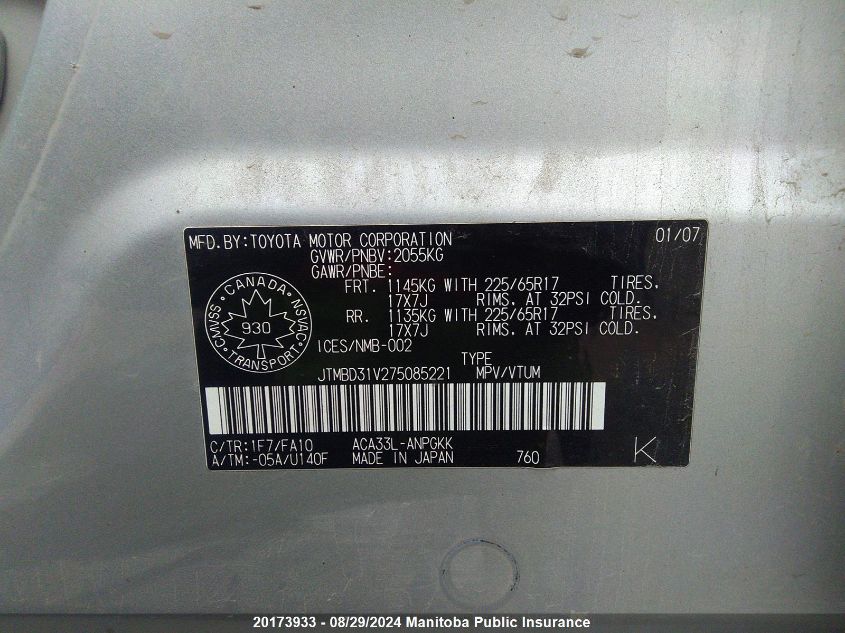 MFD.BY:TOYOTA MOTOR CORPORATION 01/07
GVWR/PNBV:2055KG
GAWR/PNBE:
FRT. 1145KG WITH 225/65R17 TIRES.
17X7J RIMS, AT 32PSI COLD.
RR. 1135KG WITH 225/65R17 TIRES.
17X7J RIMS, AT 32PSI COLD.
CANADA
CMVSS 930 NSVAC
TRANSPORT
ICES/NMB-002
TYPE
JTMBD31V275085221 MPV/VTUM
C/TR:1F7/FA10 ACA33L-ANPGKK
A/TM:-05A/U140F MADE IN JAPAN 760 K
20173933 - 08/29/2024 Manitoba Public Insurance